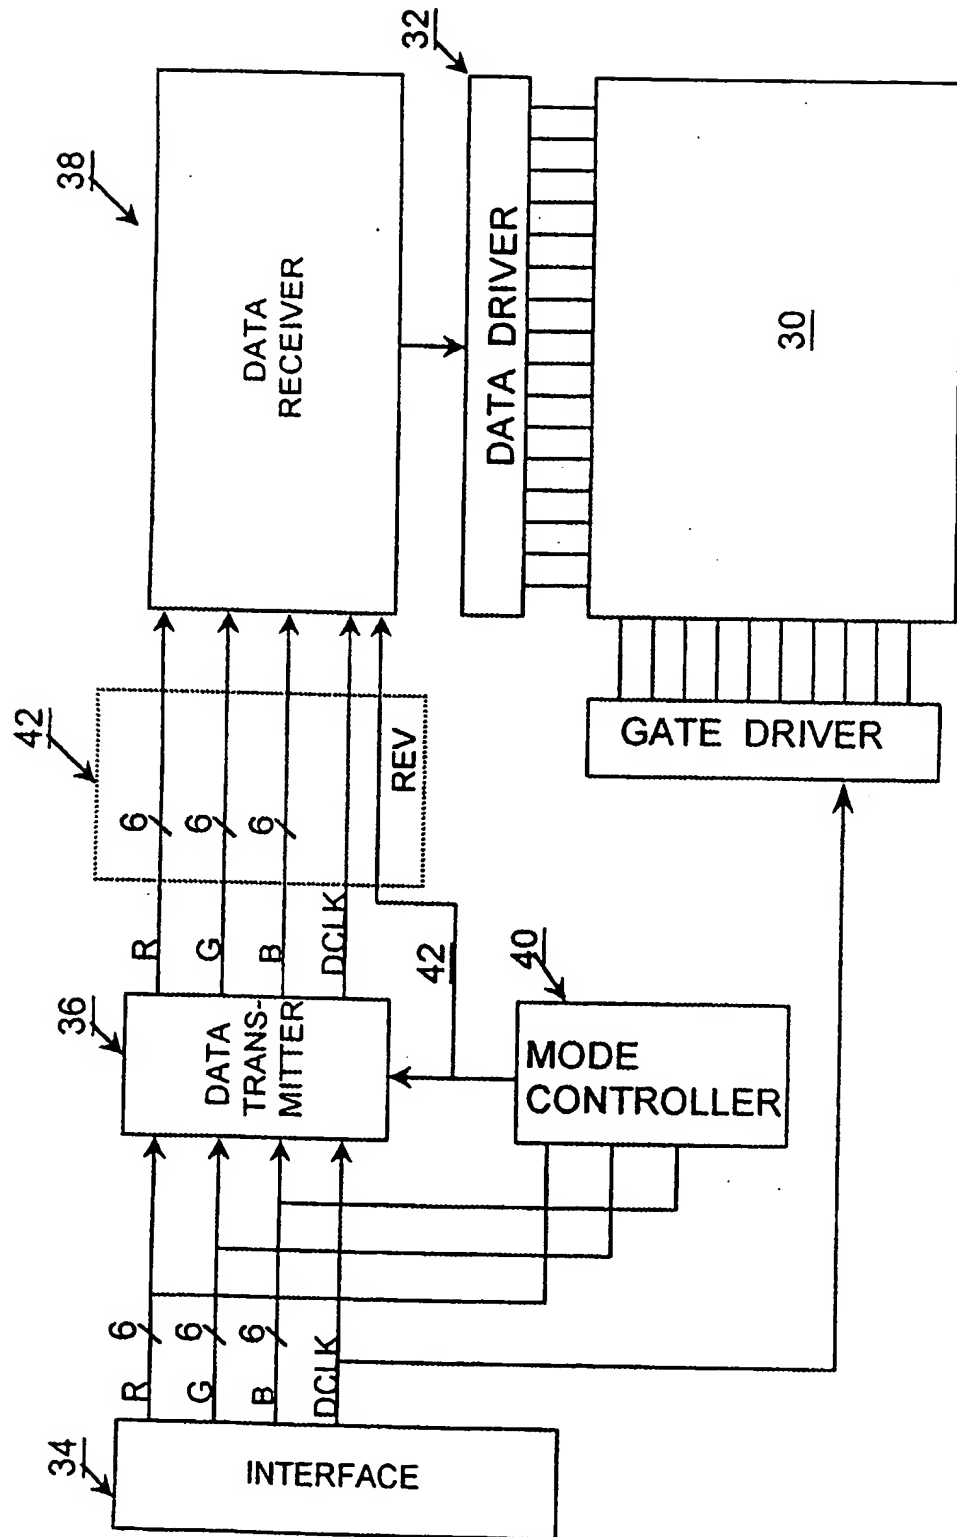 34
INTERFACE
R
G
B
DCLK
6
6
6
36
DATA
TRANS-
MITTER
40
MODE
CONTROLLER
42
R
G
B
DCLK
6
6
6
REV
42
38
DATA
RECEIVER
32
DATA DRIVER
GATE DRIVER
30